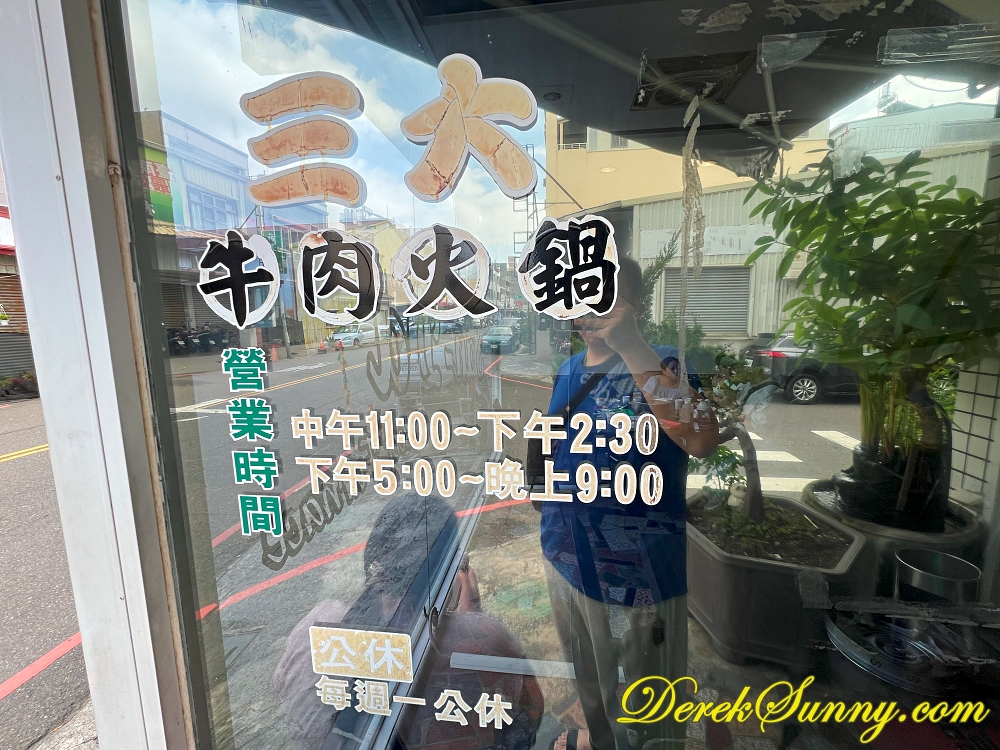 三六
牛肉火鍋
營業時間
中午11:00~下午2:30
下午5:00~晚上9:00
公休
每週一公休
DerekSunny.com